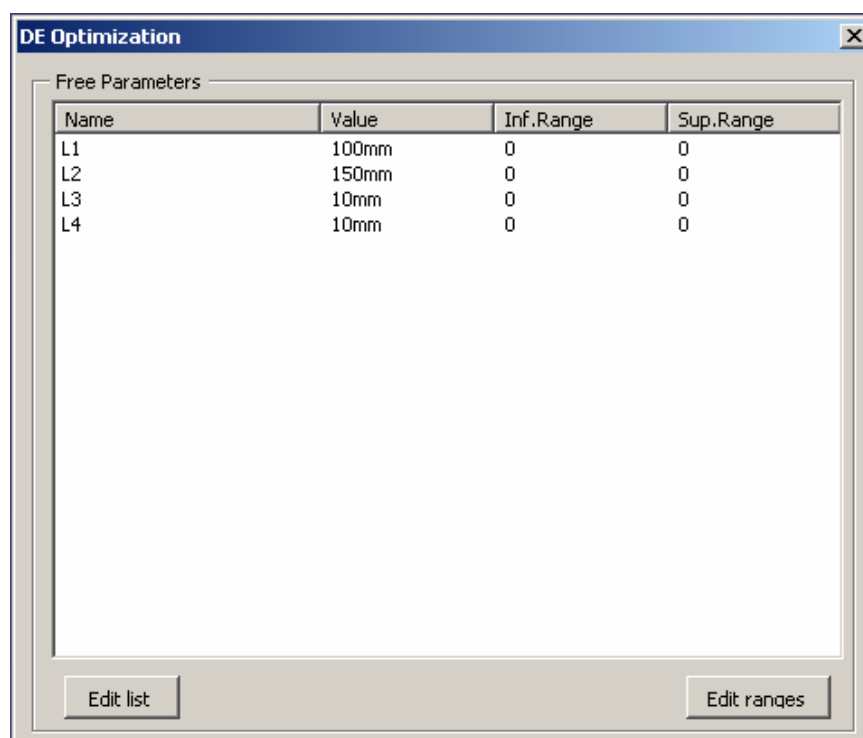 DE Optimization
Free Parameters
Name Value Inf.Range Sup.Range
L1 100mm 0 0
L2 150mm 0 0
L3 10mm 0 0
L4 10mm 0 0
Edit list Edit ranges